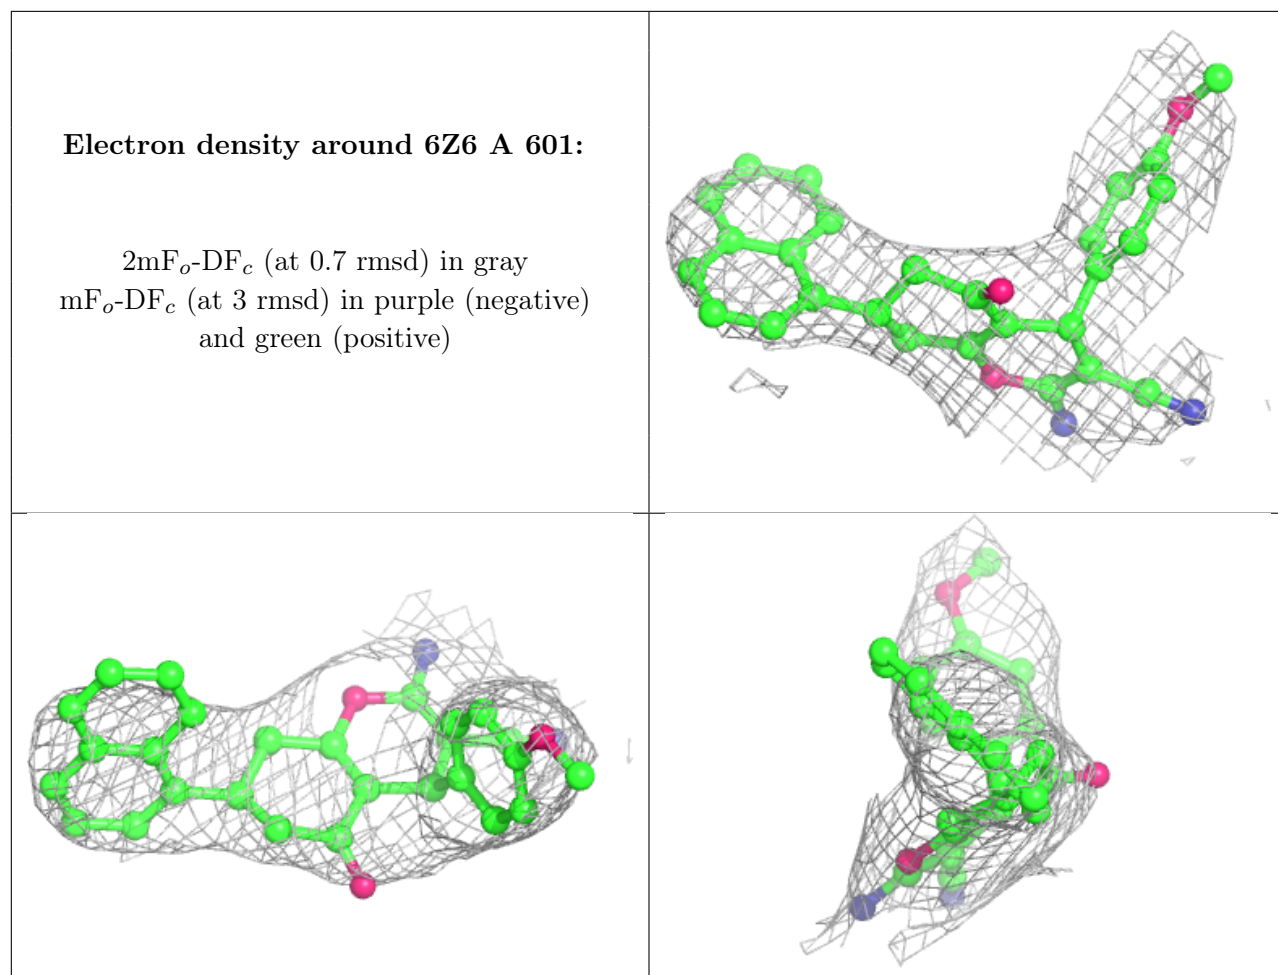 Electron density around 6Z6 A 601:
2mFo-DFc (at 0.7 rmsd) in gray
mFo-DFc (at 3 rmsd) in purple (negative)
and green (positive)